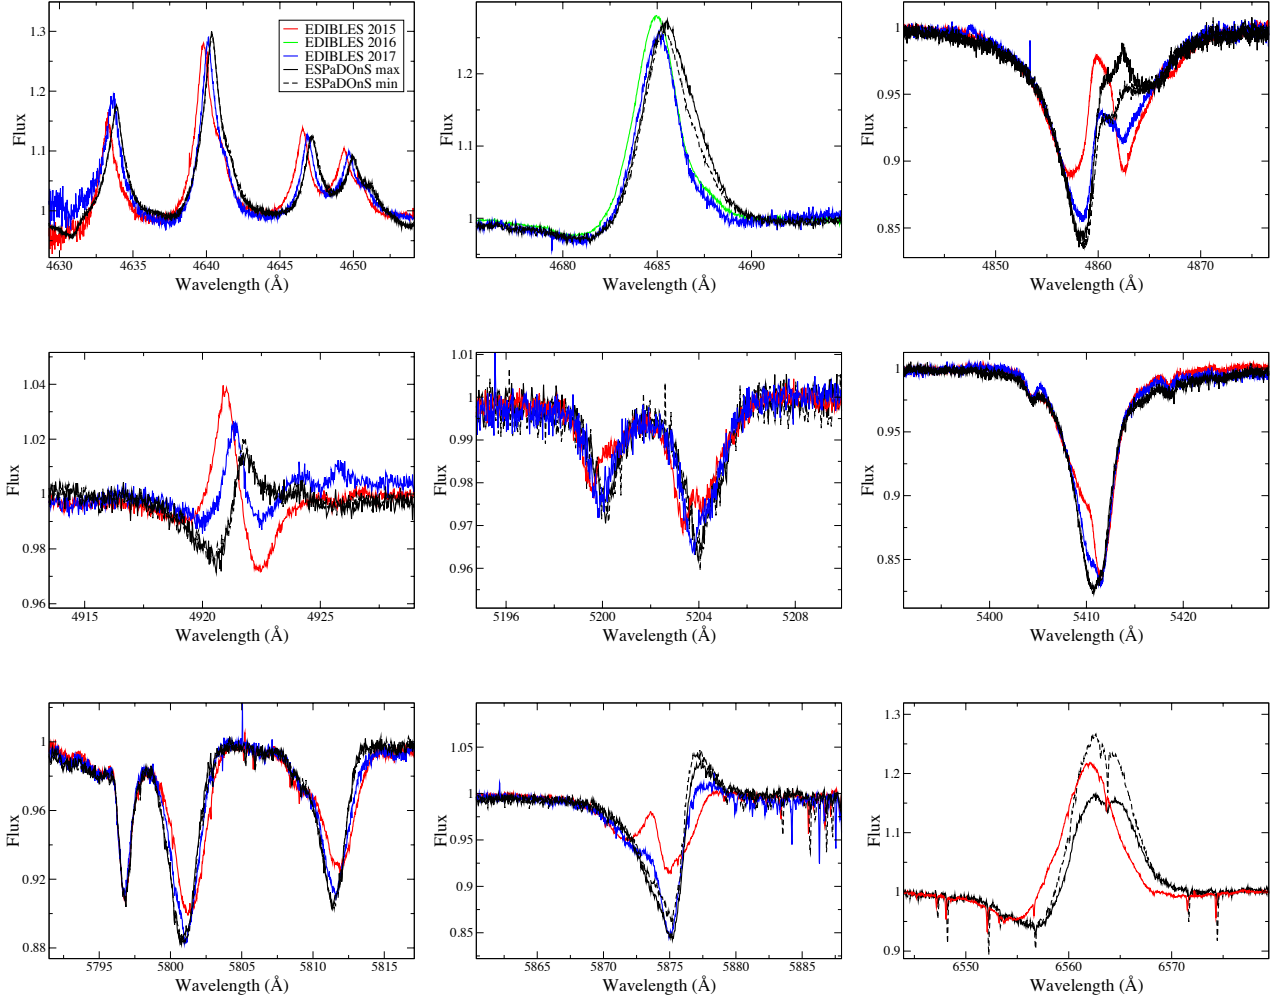 EDIBLES 2015
EDIBLES 2016
EDIBLES 2017
ESPaDOnS max
ESPaDOnS min
1.3
1.2
1.1
1
Flux
4630 4635 4640 4645 4650
Wavelength (Å)
1.2
1.1
1
Flux
4680 4685 4690
Wavelength (Å)
1
0.95
0.9
0.85
Flux
4850 4860 4870
Wavelength (Å)
1.04
1.02
1
0.98
0.96
Flux
4915 4920 4925
Wavelength (Å)
1.01
1
0.99
0.98
0.97
0.96
Flux
5196 5200 5204 5208
Wavelength (Å)
1
0.95
0.9
0.85
Flux
5400 5410 5420
Wavelength (Å)
1
0.96
0.92
0.88
Flux
5795 5800 5805 5810 5815
Wavelength (Å)
1.05
1
0.95
0.9
0.85
Flux
5865 5870 5875 5880 5885
Wavelength (Å)
1.3
1.2
1.1
1
0.9
Flux
6550 6560 6570
Wavelength (Å)